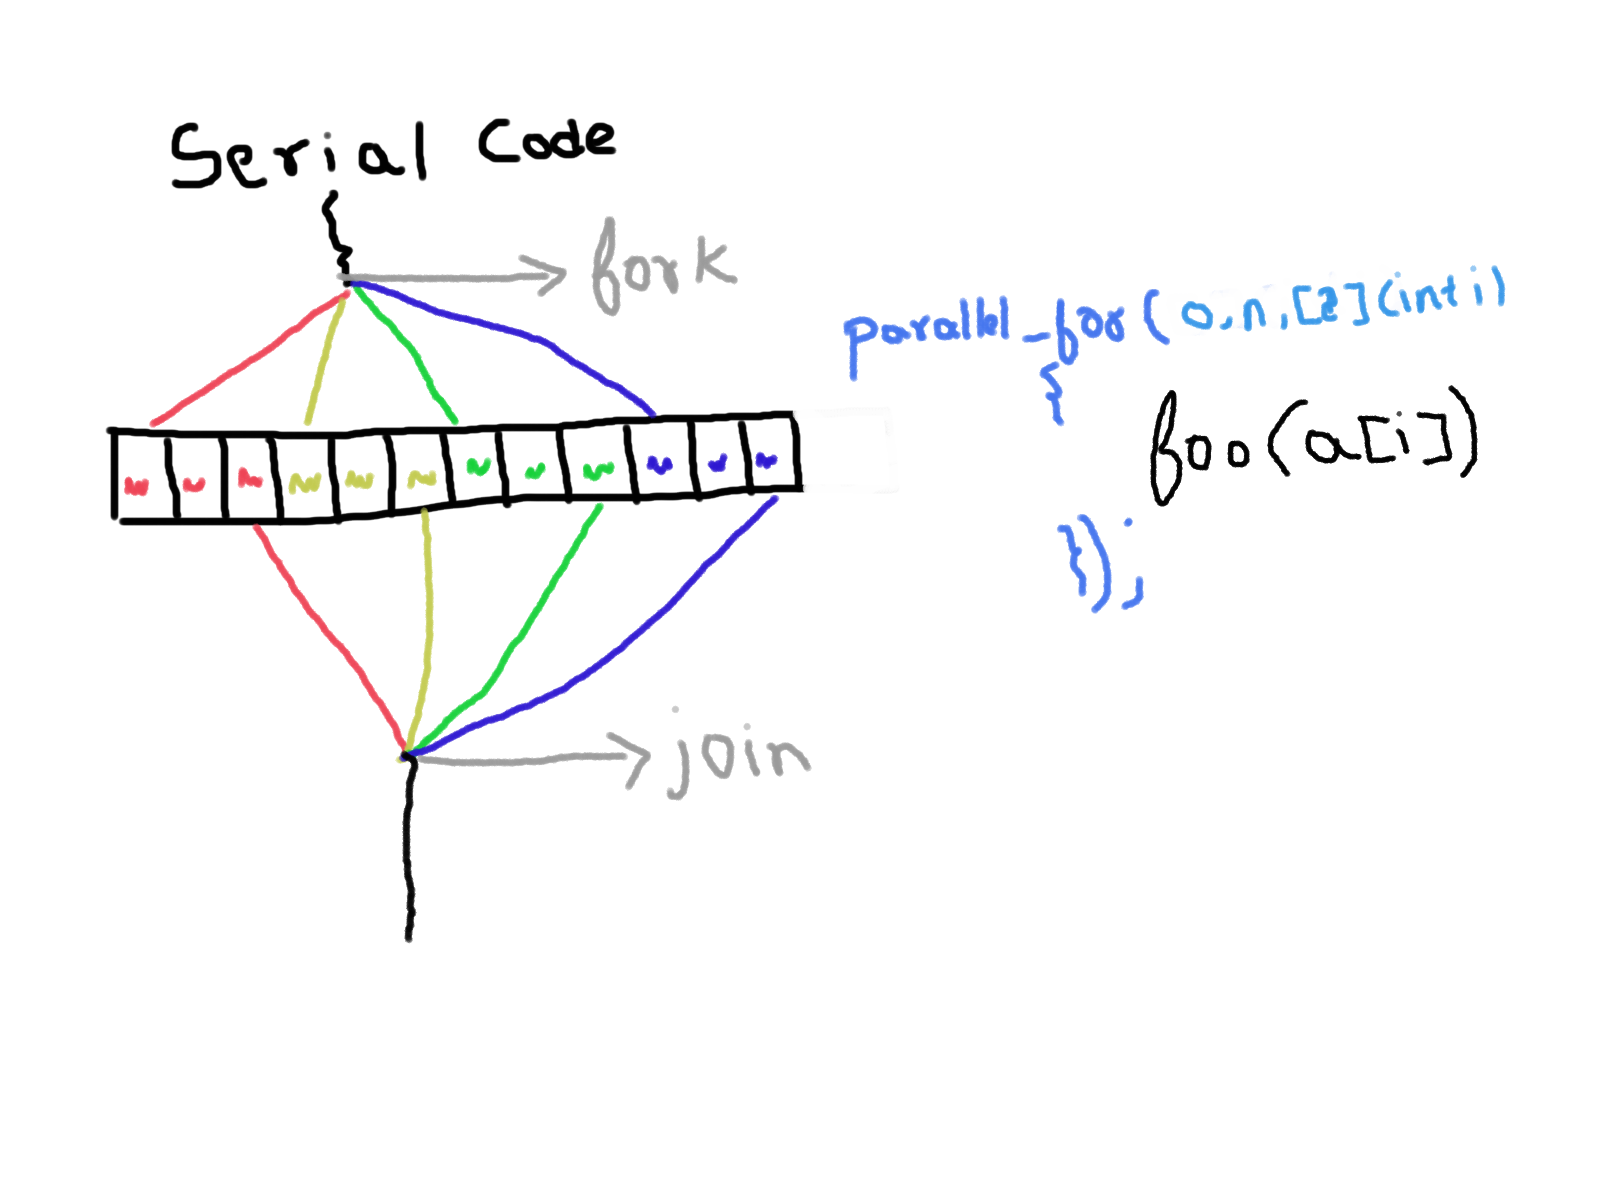 Serial Code
fork
parallel_for(0,n,[=](int i)
{
foo(a[i])
});
join